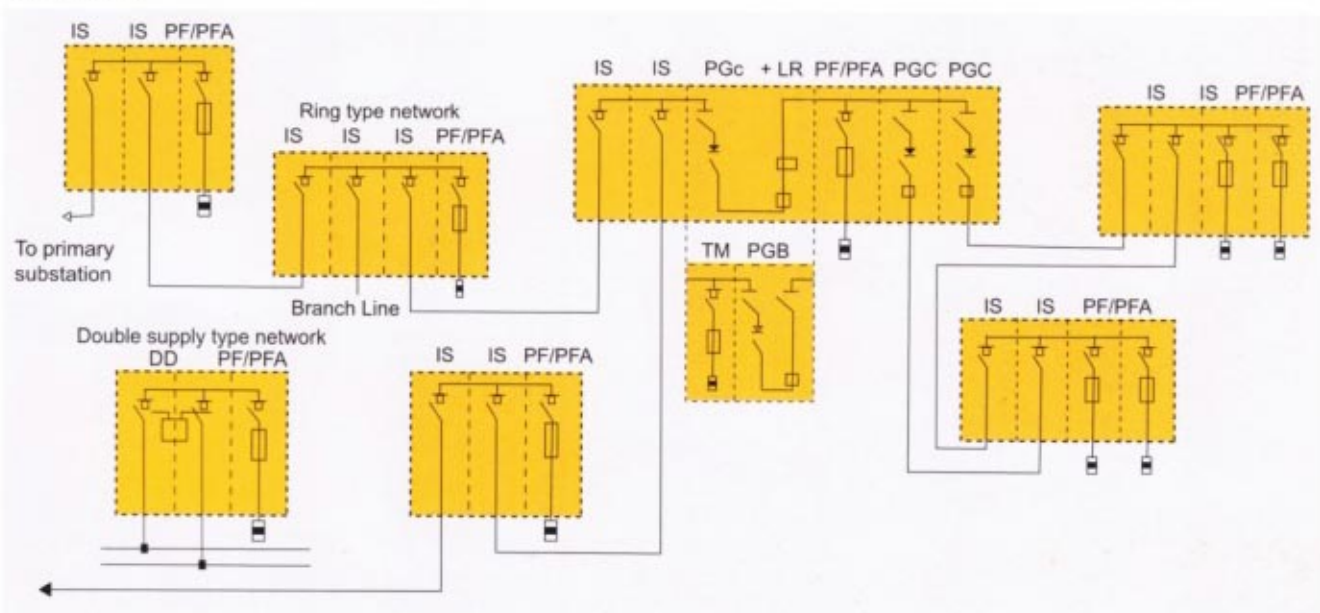 IS IS PF/PFA
To primary
substation
Ring type network
IS IS IS PF/PFA
Branch Line
IS IS PGc + LR PF/PFA PGC PGC
TM PGB
IS IS PF/PFA
IS IS PF/PFA
Double supply type network
DD PF/PFA
IS IS PF/PFA